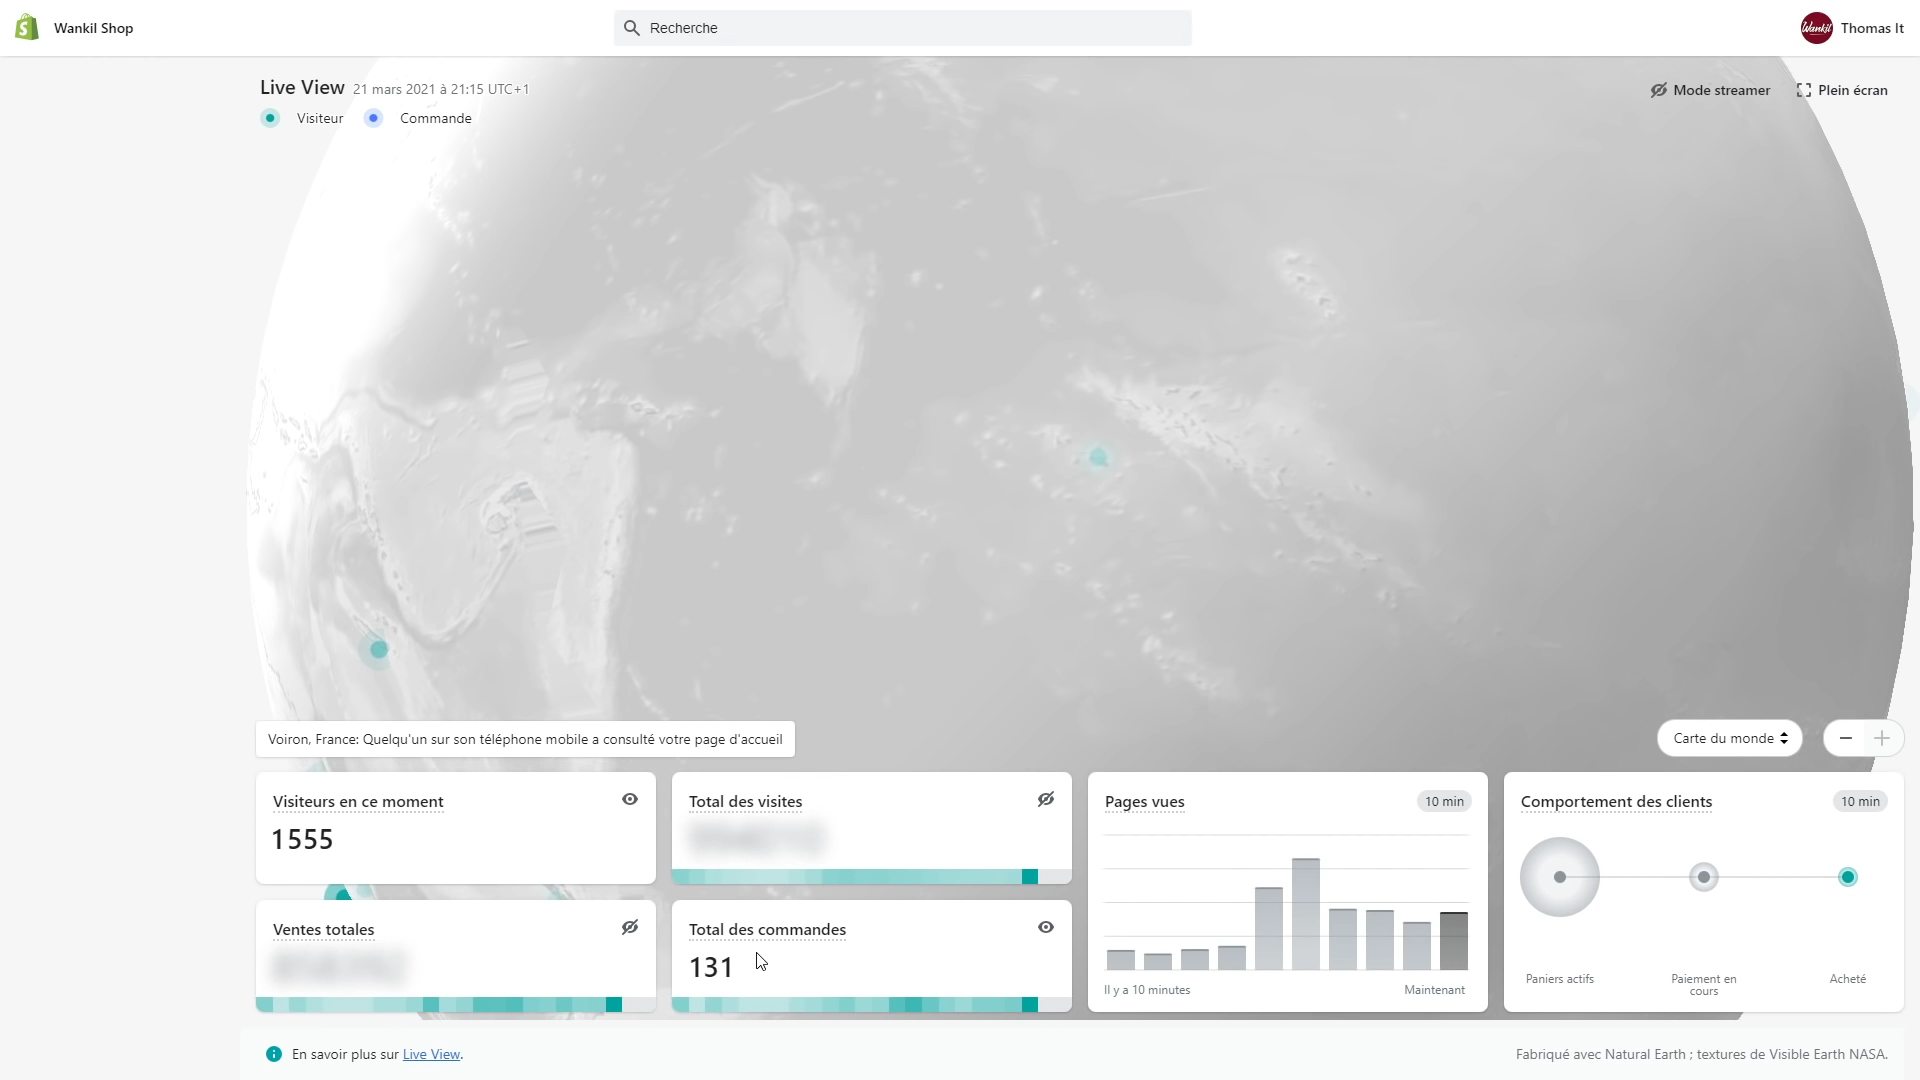 Wankil Shop
Recherche
Wankil
Thomas It
Live View 21 mars 2021 à 21:15 UTC+1
Mode streamer
Plein écran
Visiteur
Commande
Voiron, France: Quelqu'un sur son téléphone mobile a consulté votre page d'accueil
Carte du monde
Visiteurs en ce moment
1555
Total des visites
Ventes totales
Total des commandes
131
Pages vues
10 min
Il y a 10 minutes
Maintenant
Comportement des clients
10 min
Paniers actifs
Paiement en
cours
Acheté
En savoir plus sur Live View.
Fabriqué avec Natural Earth ; textures de Visible Earth NASA.